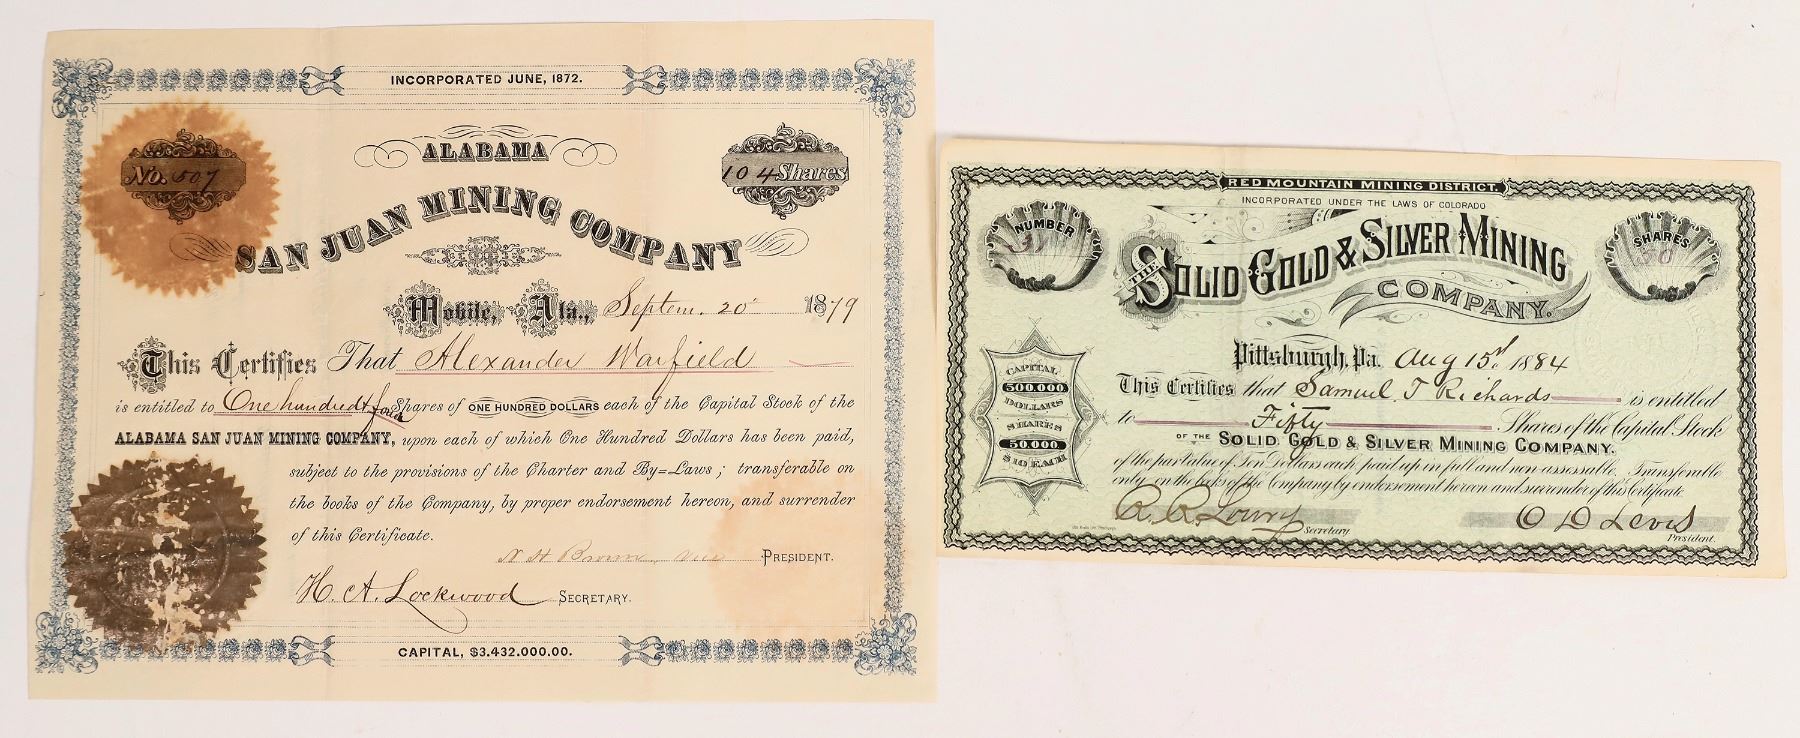 INCORPORATED JUNE, 1872.
No. 507
ALABAMA
104 Shares
SAN JUAN MINING COMPANY
Mobile, Ala., Septem. 20th 1879
This Certifies That Alexander Warfield
is entitled to One hundred & four Shares of ONE HUNDRED DOLLARS each of the Capital Stock of the
ALABAMA SAN JUAN MINING COMPANY, upon each of which One Hundred Dollars has been paid,
subject to the provisions of the Charter and By=Laws; transferable on
the books of the Company, by proper endorsement hereon, and surrender
of this Certificate.
N H Brown Vice PRESIDENT.
H. A. Lockwood SECRETARY.
CAPITAL, $3.432.000.00.
RED MOUNTAIN MINING DISTRICT.
INCORPORATED UNDER THE LAWS OF COLORADO
NUMBER
SHARES
50
THE SOLID GOLD & SILVER MINING
COMPANY.
Pittsburgh, Pa. Aug 15th 1884
CAPITAL
500.000
DOLLARS
SHARES
50.000
$10 EACH
This Certifies that Samuel T Richards is entitled
to Fifty Shares of the Capital Stock
OF THE SOLID GOLD & SILVER MINING COMPANY.
of the par value of Ten Dollars each paid up in full and non assessable. Transferable
only on the books of the Company by endorsement hereon and surrender of this Certificate.
Secretary
O D Levis
President.